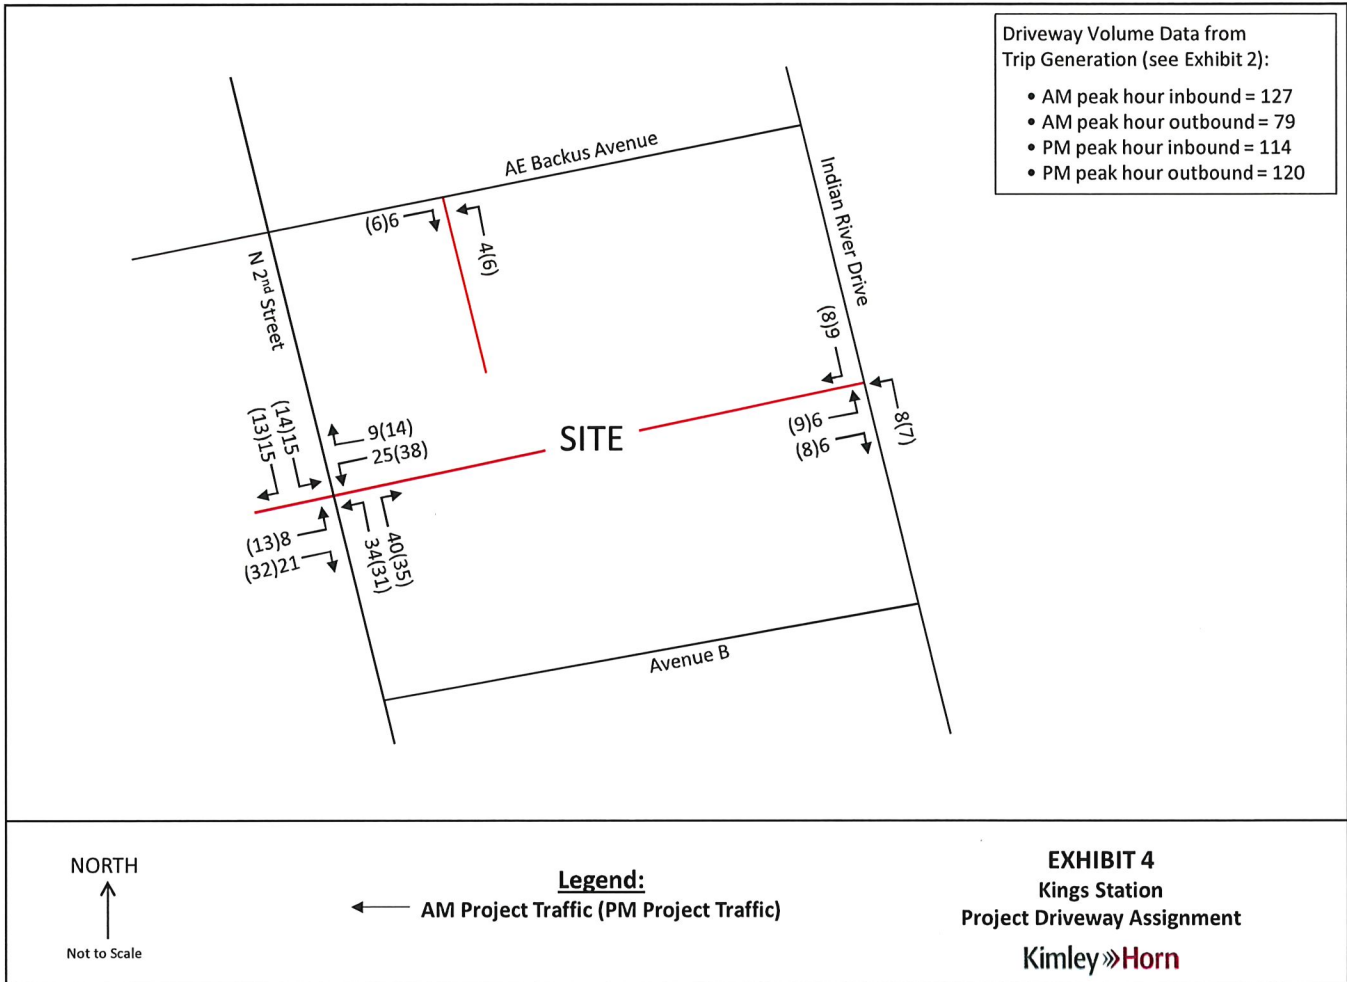 Driveway Volume Data from
Trip Generation (see Exhibit 2):
• AM peak hour inbound = 127
• AM peak hour outbound = 79
• PM peak hour inbound = 114
• PM peak hour outbound = 120
AE Backus Avenue
Indian River Drive
N 2nd Street
(6)6
4(6)
(8)9
(9)6
(8)6
8(7)
(14)15
(13)15
9(14)
25(38)
SITE
(13)8
(32)21
40(35)
34(31)
Avenue B
NORTH
Not to Scale
Legend:
AM Project Traffic (PM Project Traffic)
EXHIBIT 4
Kings Station
Project Driveway Assignment
Kimley»Horn